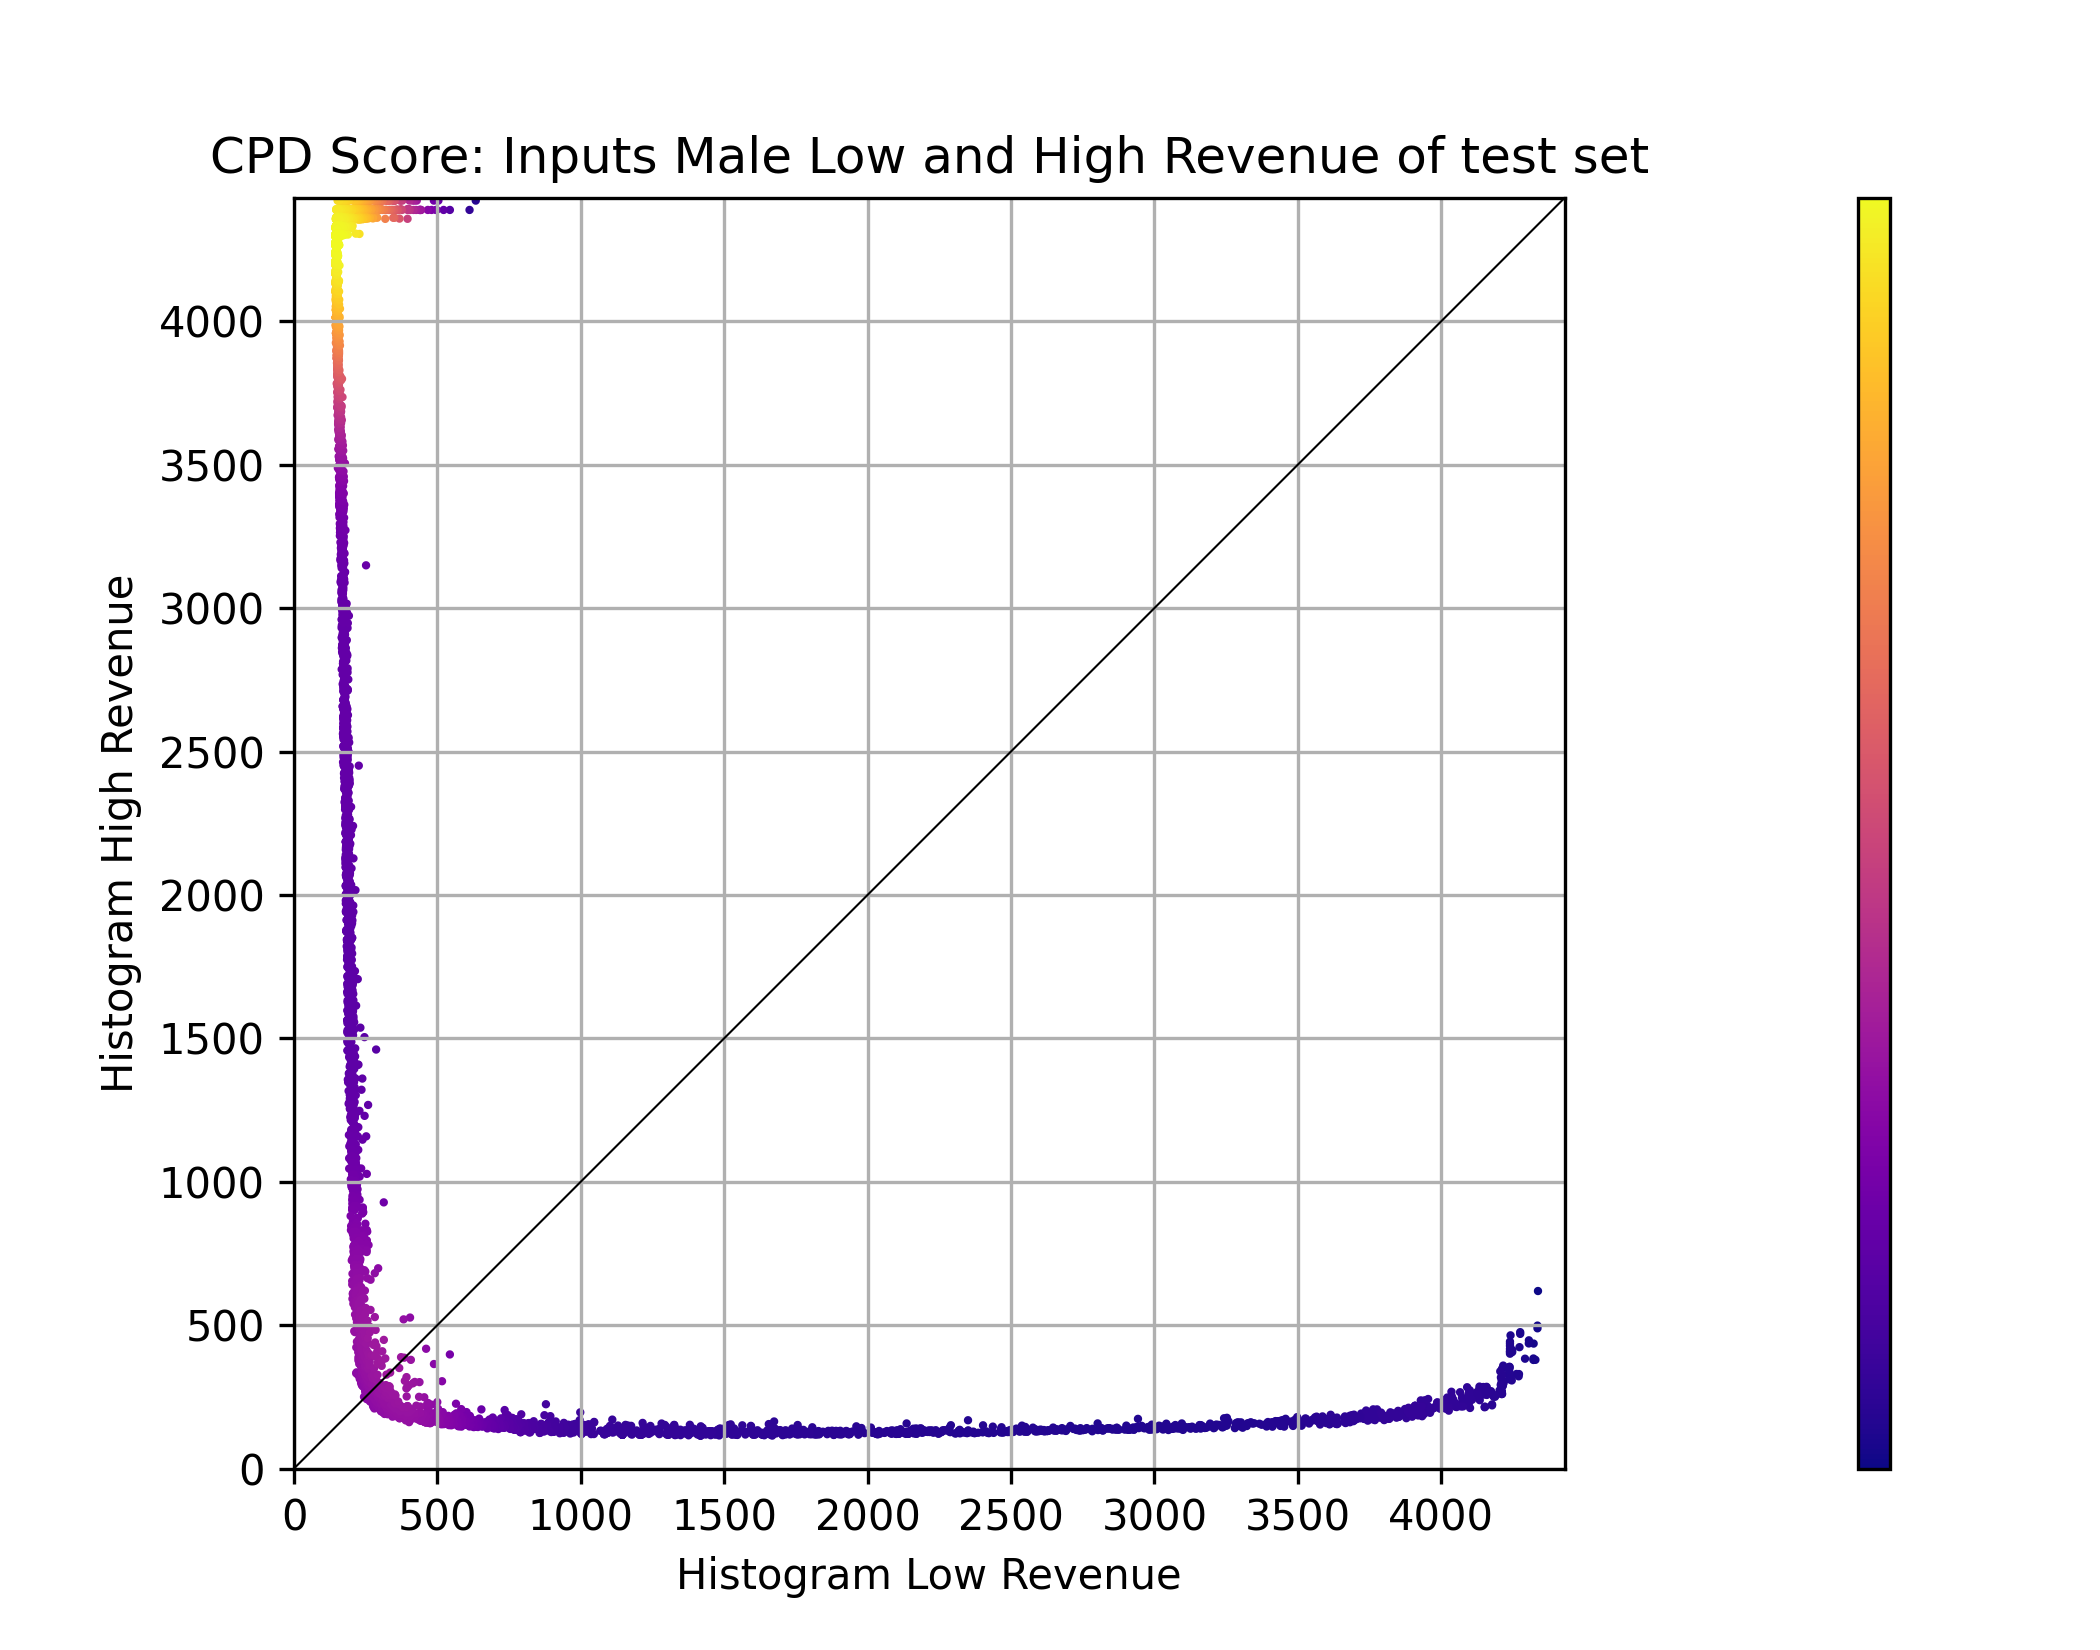 CPD Score: Inputs Male Low and High Revenue of test set
Histogram High Revenue
4000
3500
3000
2500
2000
1500
1000
500
0
0 500 1000 1500 2000 2500 3000 3500 4000
Histogram Low Revenue